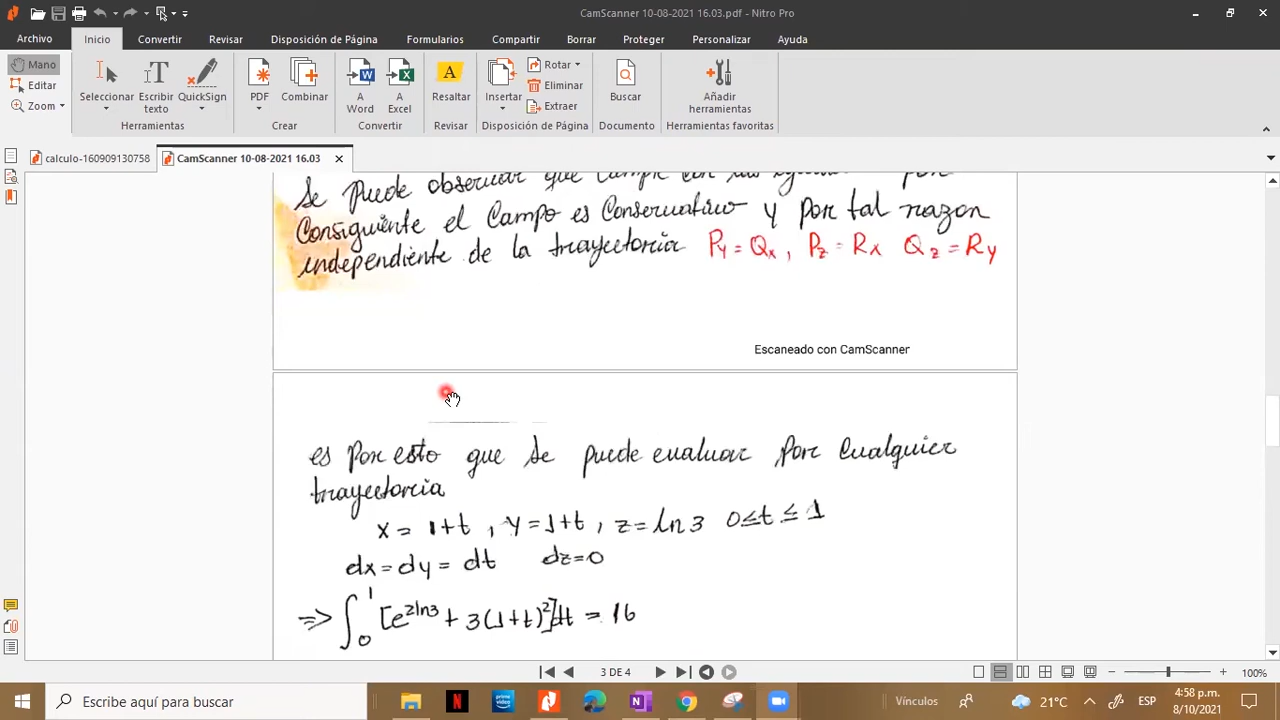 CamScanner 10-08-2021 16.03.pdf - Nitro Pro
Archivo Inicio Convertir Revisar Disposición de Página Formularios Compartir Borrar Proteger Personalizar Ayuda
Mano
Editar
Zoom
Seleccionar
Escribir texto
QuickSign
Herramientas
PDF
Combinar
Crear
A Word
A Excel
Convertir
Resaltar
Revisar
Insertar
Rotar
Eliminar
Extraer
Disposición de Página
Buscar
Documento
Añadir herramientas
Herramientas favoritas
calculo-160909130758
CamScanner 10-08-2021 16.03
Se puede observar que
Consiguiente el Campo es Conservativo y por tal razon
independiente de la trayectoria Py = Qx, Pz = Rx Qz = Ry
Escaneado con CamScanner
es por esto que se puede evaluar por cualquier
trayectoria
x = 1+t, y = 1+t, z = ln 3 0≤t≤1
dx = dy = dt dz=0
=> ∫₀¹ [e^{2ln3} + 3(1+t)²]dt = 16
3 DE 4
100%
Escribe aquí para buscar
Vínculos
21°C
ESP
4:58 p.m.
8/10/2021